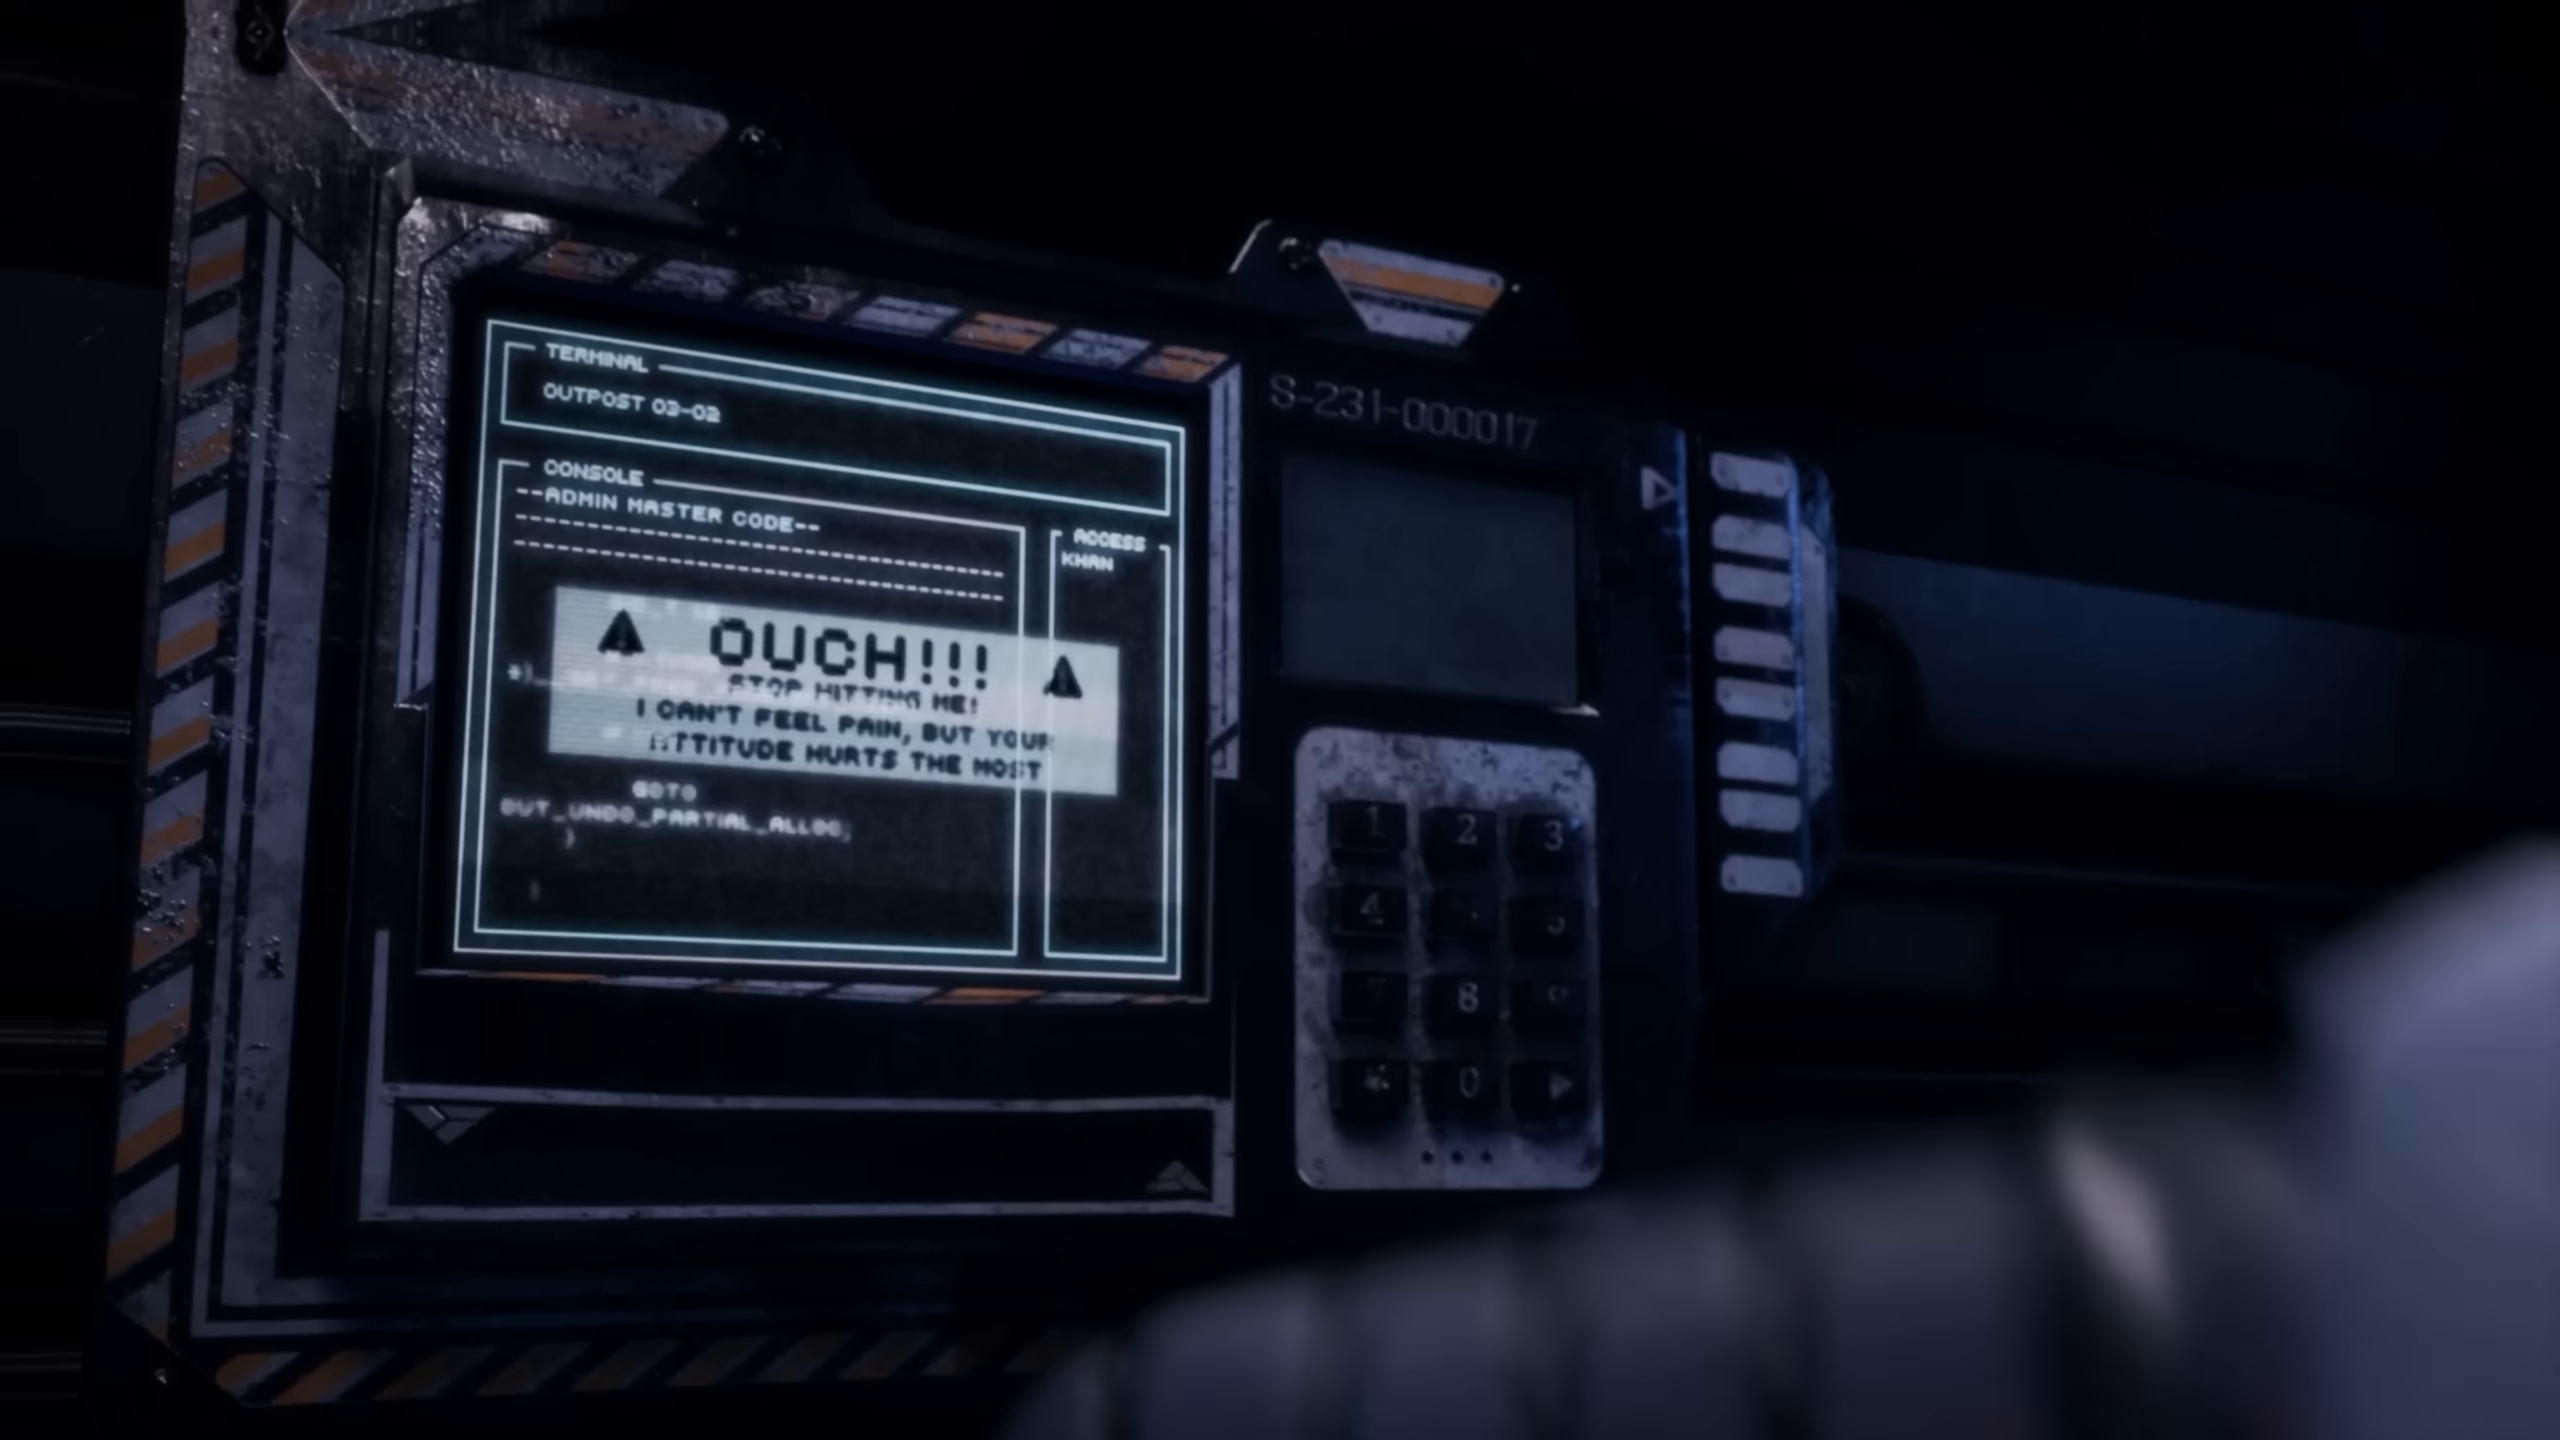 TERMINAL
OUTPOST 03-02
CONSOLE
--ADMIN MASTER CODE--
ACCESS
KHAN
OUCH!!!
STOP HITTING ME!
I CAN'T FEEL PAIN, BUT YOUR
ATTITUDE HURTS THE MOST
GOTO
OUT_UNDO_PARTIAL_ALLOC;
}
}
S-231-000017
1 2 3
4
8
0